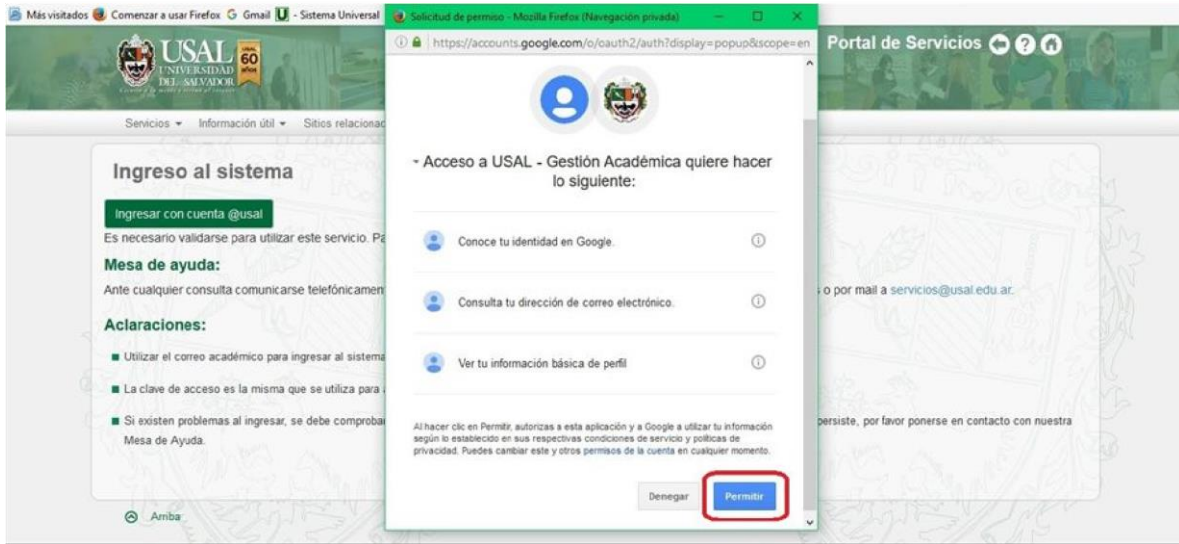 Más visitados Comenzar a usar Firefox Gmail - Sistema Universal
Solicitud de permiso - Mozilla Firefox (Navegación privada)
https://accounts.google.com/o/oauth2/auth?display=popup&scope=en
USAL
UNIVERSIDAD
DEL SALVADOR
60
años
Portal de Servicios
Servicios Información útil Sitios relacionad
Ingreso al sistema
Ingresar con cuenta @usal
Es necesario validarse para utilizar este servicio. Pa
Mesa de ayuda:
Ante cualquier consulta comunicarse telefónicamen
s o por mail a servicios@usal.edu.ar.
Aclaraciones:
Utilizar el correo académico para ingresar al sistema
La clave de acceso es la misma que se utiliza para
Si existen problemas al ingresar, se debe comprobar
persiste, por favor ponerse en contacto con nuestra
Mesa de Ayuda.
Arriba
Acceso a USAL - Gestión Académica quiere hacer
lo siguiente:
Conoce tu identidad en Google.
Consulta tu dirección de correo electrónico.
Ver tu información básica de perfil
Al hacer clic en Permitir, autorizas a esta aplicación y a Google a utilizar tu información
según lo establecido en sus respectivas condiciones de servicio y políticas de
privacidad. Puedes cambiar este y otros permisos de la cuenta en cualquier momento.
Denegar Permitir